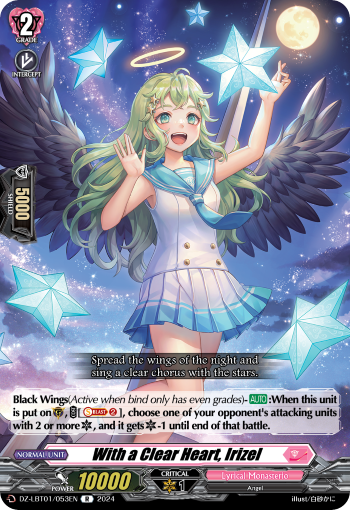 2
GRADE
INTERCEPT
5000
SHIELD
Spread the wings of the night and
sing a clear chorus with the stars.
Black Wings(Active when bind only has even grades)- AUTO:When this unit
is put on /[BLAST 2], choose one of your opponent's attacking units
with 2 or more , and it gets -1 until end of that battle.
NORMAL UNIT
With a Clear Heart, Irizel
POWER 10000
CRITICAL
1
Lyrical Monasterio
Angel
DZ-LBT01/053EN R 2024
illust/白砂かに